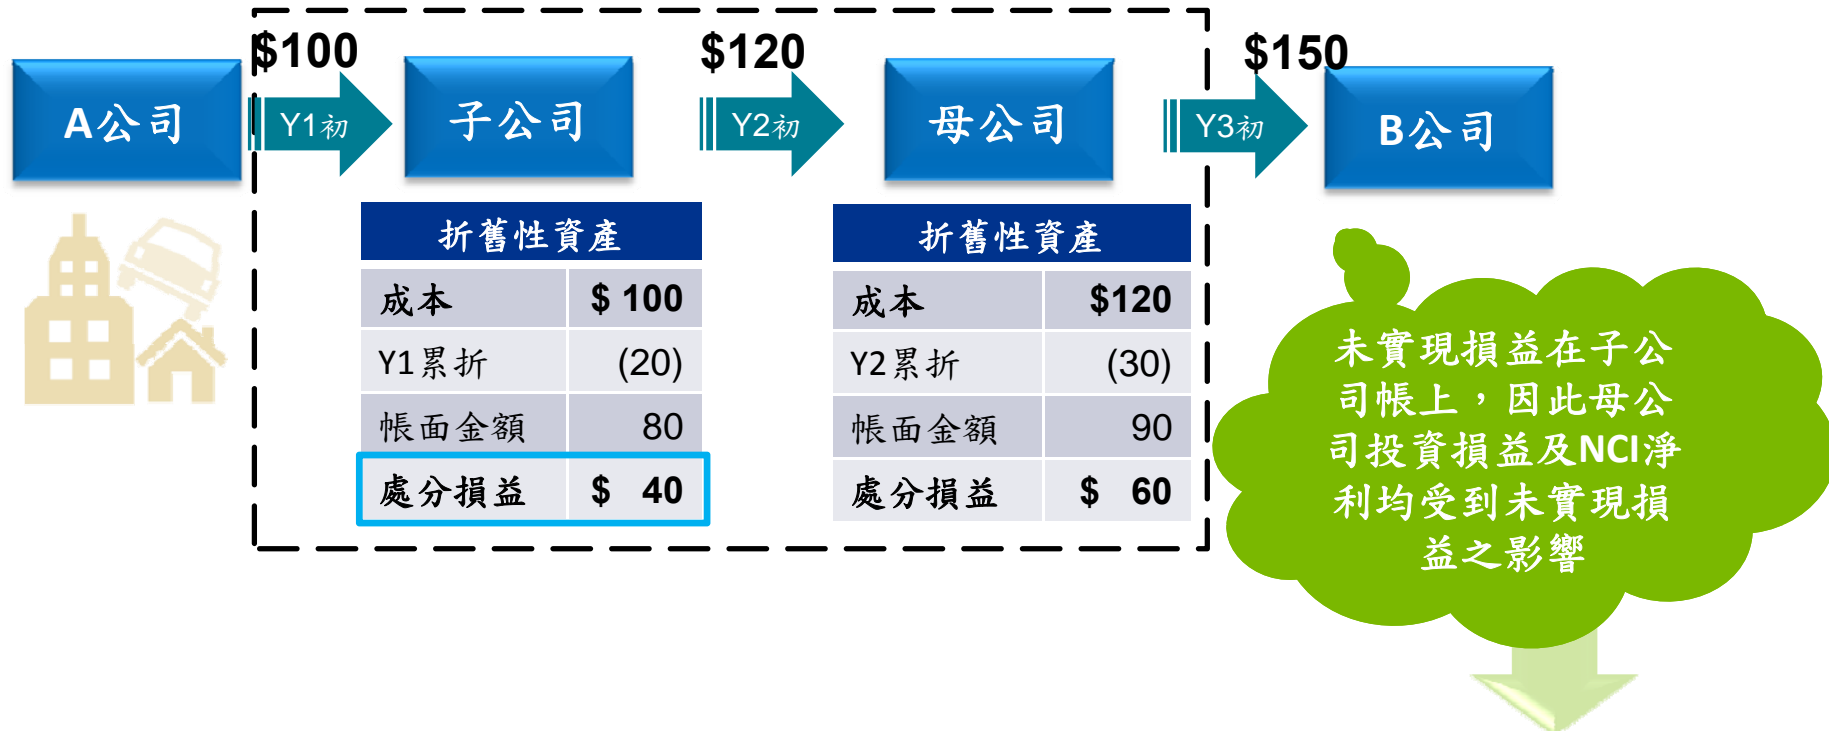 $100
$120
$150
A公司
Y1初
子公司
Y2初
母公司
Y3初
B公司
折舊性資產
成本 $ 100
Y1累折 (20)
帳面金額 80
處分損益 $ 40
折舊性資產
成本 $120
Y2累折 (30)
帳面金額 90
處分損益 $ 60
未實現損益在子公
司帳上，因此母公
司投資損益及NCI淨
利均受到未實現損
益之影響